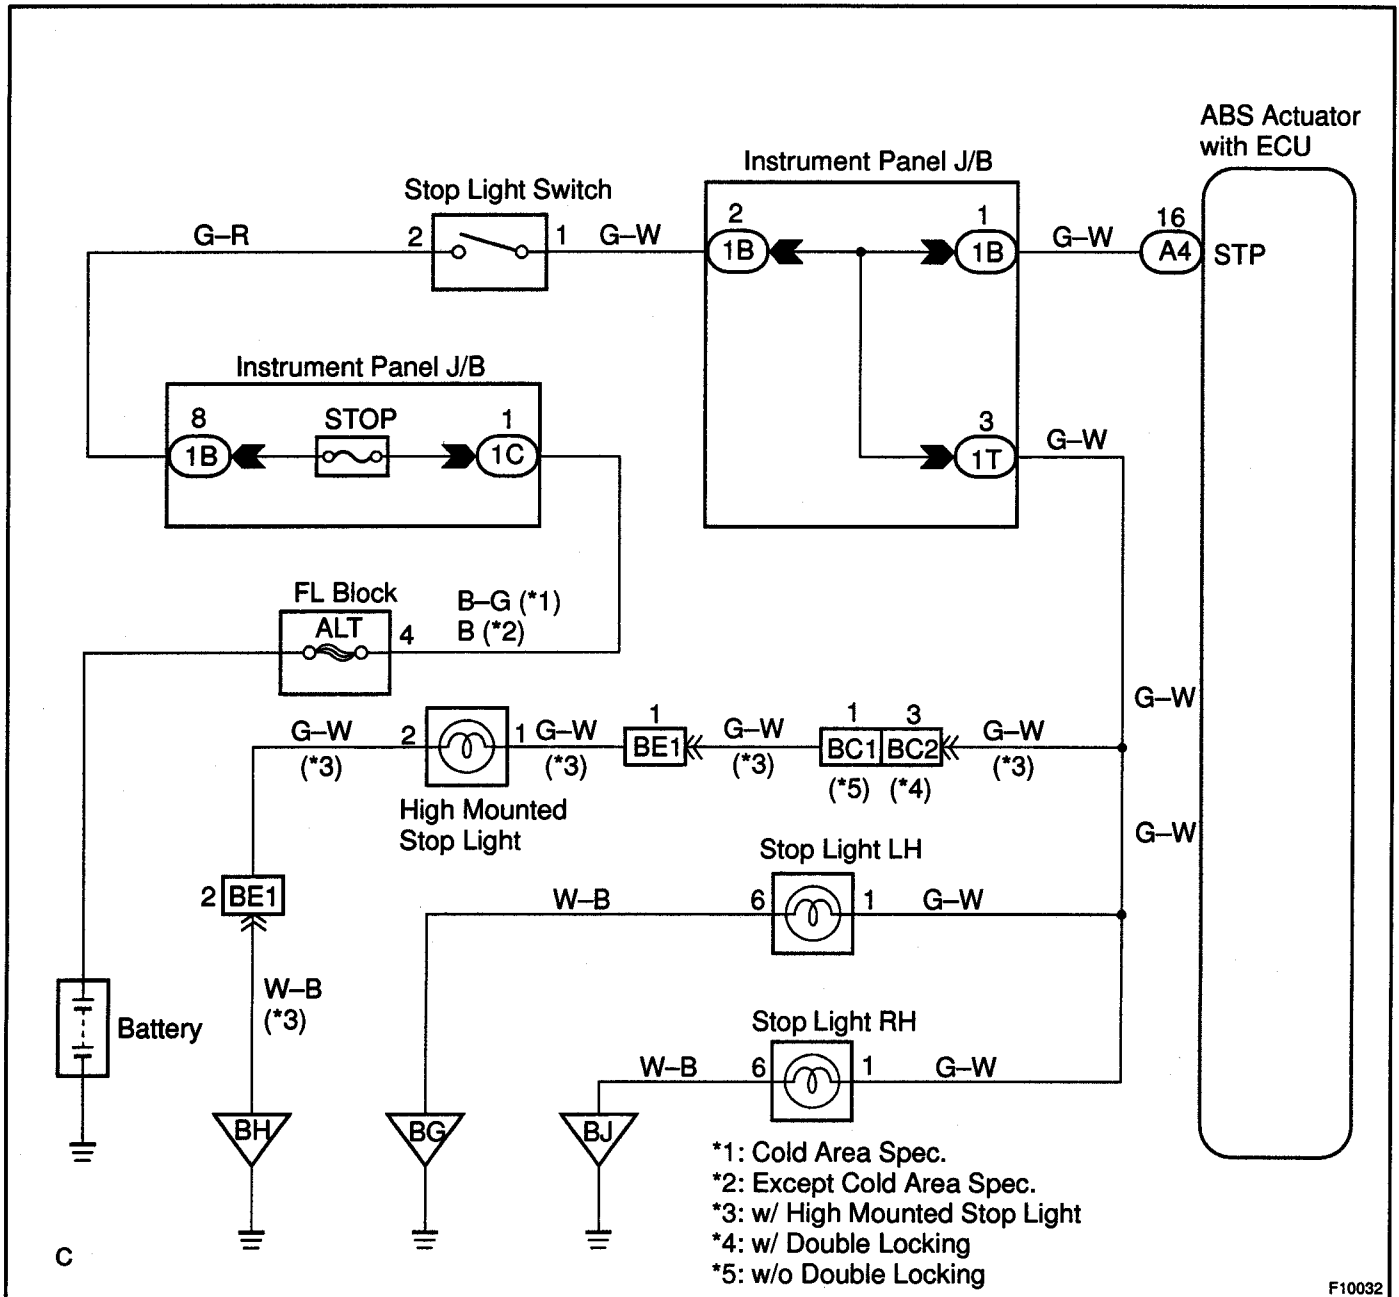 ABS Actuator
with ECU
Instrument Panel J/B
Stop Light Switch
G–R
2
1
G–W
2
1B
1
1B
G–W
16
A4
STP
Instrument Panel J/B
8
1B
STOP
1
1C
3
1T
G–W
FL Block
ALT
4
B–G (*1)
B (*2)
G–W
G–W
(*3)
2
1
G–W
(*3)
1
BE1
G–W
(*3)
1
BC1
(*5)
3
BC2
(*4)
G–W
(*3)
High Mounted
Stop Light
G–W
Stop Light LH
2
BE1
W–B
6
1
G–W
W–B
(*3)
Battery
Stop Light RH
W–B
6
1
G–W
BH
BG
BJ
*1: Cold Area Spec.
*2: Except Cold Area Spec.
*3: w/ High Mounted Stop Light
*4: w/ Double Locking
*5: w/o Double Locking
C
F10032